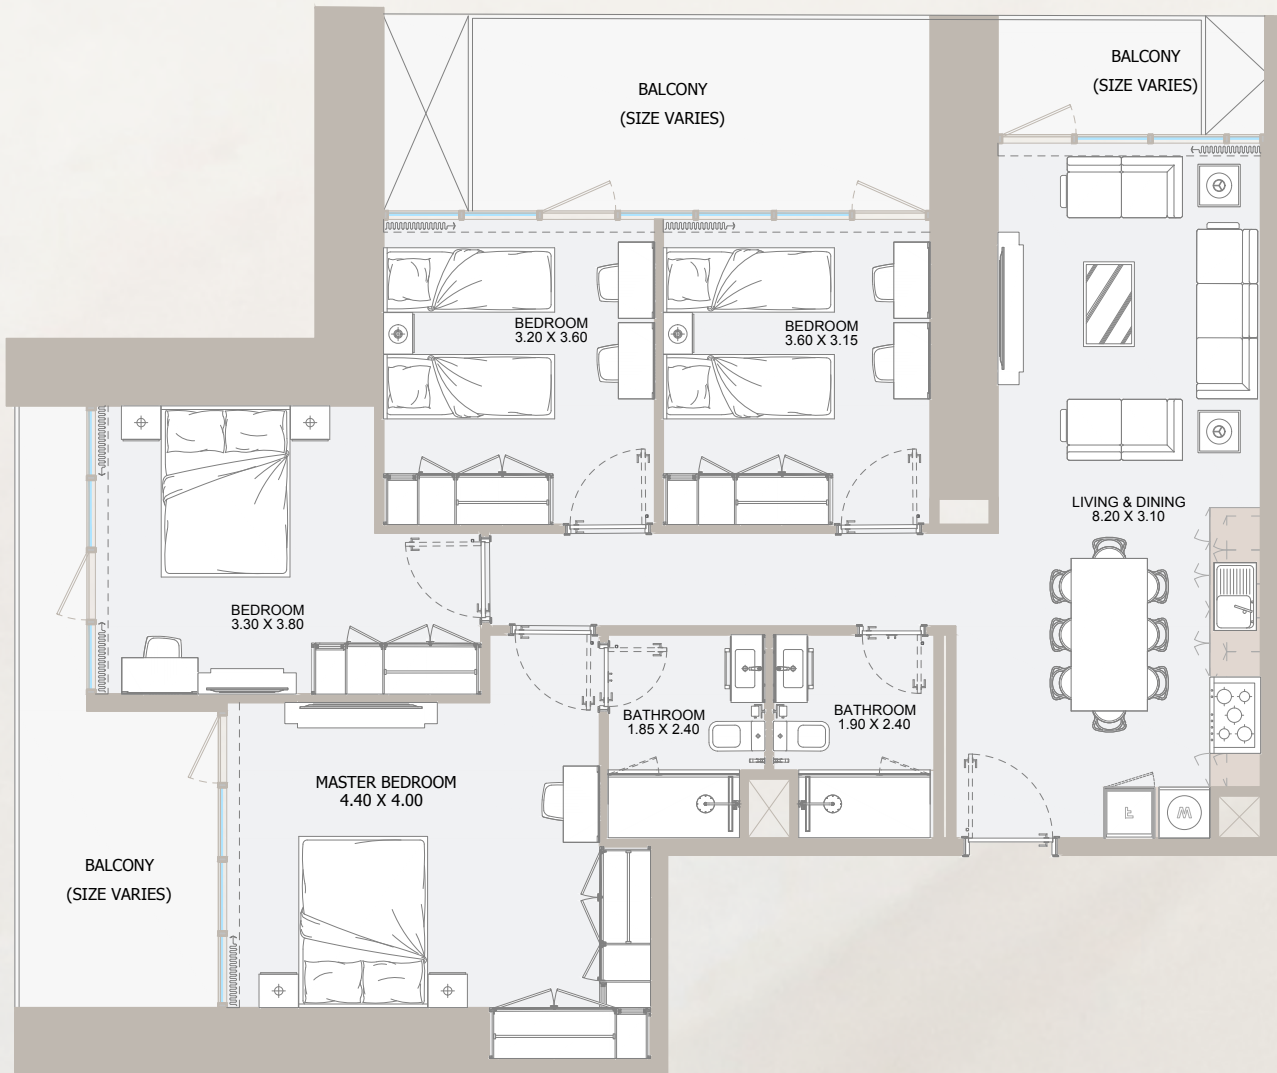 BALCONY
(SIZE VARIES)
BALCONY
(SIZE VARIES)
BEDROOM
3.20 X 3.60
BEDROOM
3.60 X 3.15
LIVING & DINING
8.20 X 3.10
BEDROOM
3.30 X 3.80
BATHROOM
1.85 X 2.40
BATHROOM
1.90 X 2.40
MASTER BEDROOM
4.40 X 4.00
F
W
BALCONY
(SIZE VARIES)